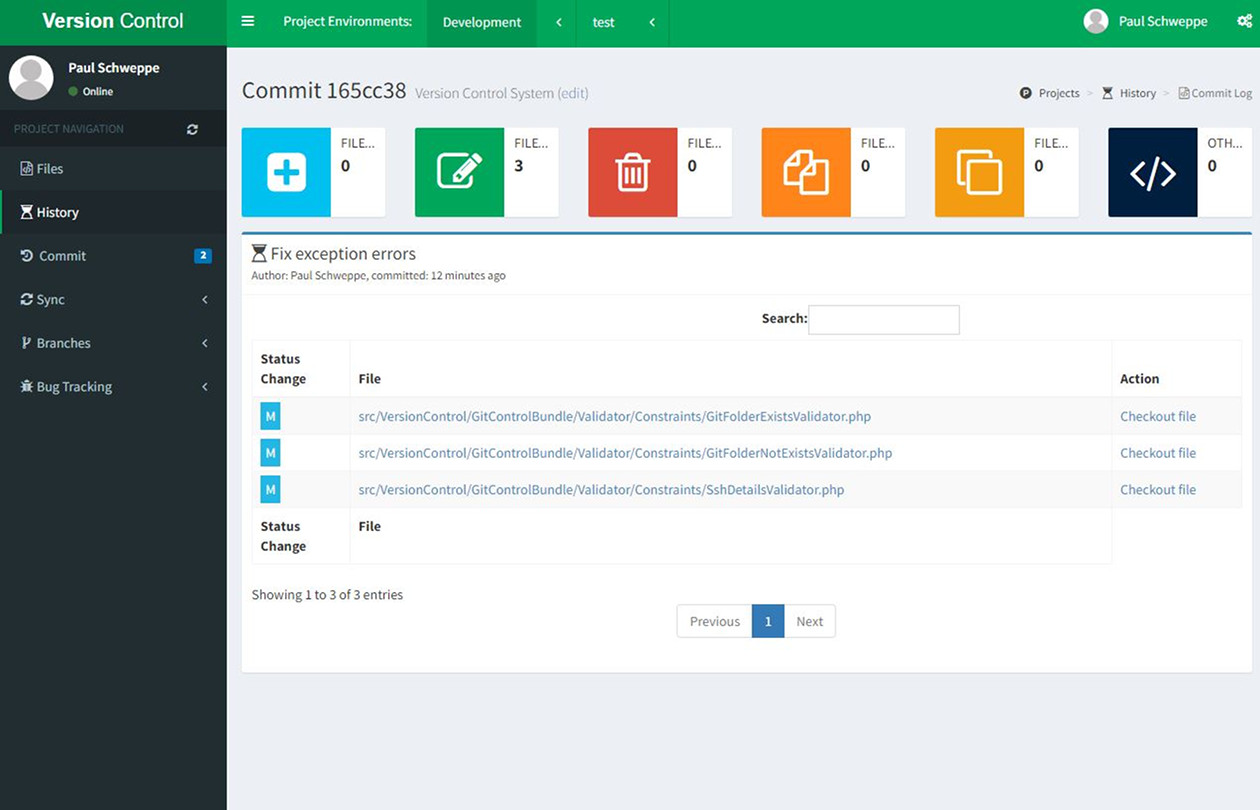 Version Control
Project Environments: Development test Paul Schweppe
Paul Schweppe
Online
PROJECT NAVIGATION
Files
History
Commit 2
Sync
Branches
Bug Tracking
Commit 165cc38 Version Control System (edit)
P Projects > History > Commit Log
FILE...
0
FILE...
3
FILE...
0
FILE...
0
FILE...
0
OTH...
0
Fix exception errors
Author: Paul Schweppe, committed: 12 minutes ago
Search:
Status
Change File Action
M src/VersionControl/GitControlBundle/Validator/Constraints/GitFolderExistsValidator.php Checkout file
M src/VersionControl/GitControlBundle/Validator/Constraints/GitFolderNotExistsValidator.php Checkout file
M src/VersionControl/GitControlBundle/Validator/Constraints/SshDetailsValidator.php Checkout file
Status File
Change
Showing 1 to 3 of 3 entries
Previous 1 Next